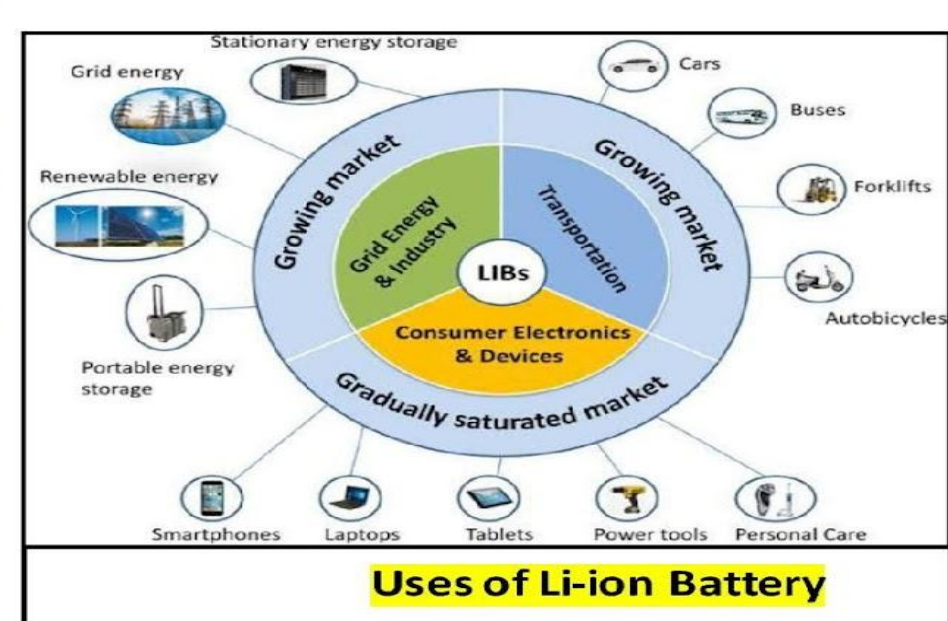 Stationary energy storage
Grid energy
Renewable energy
Portable energy
storage
Cars
Buses
Forklifts
Autobicycles
Growing market
Growing market
Gradually saturated market
Grid Energy
& Industry
Transportation
LIBs
Consumer Electronics
& Devices
Smartphones
Laptops
Tablets
Power tools
Personal Care
Uses of Li-ion Battery